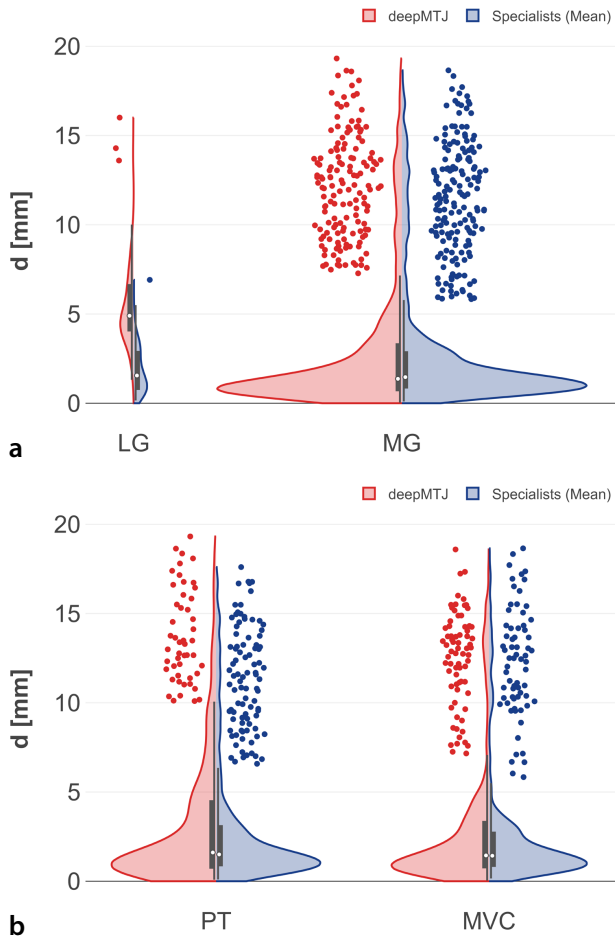 deepMTJ Specialists (Mean)
20
15
10
5
0
d [mm]
LG MG
a
deepMTJ Specialists (Mean)
20
15
10
5
0
d [mm]
PT MVC
b